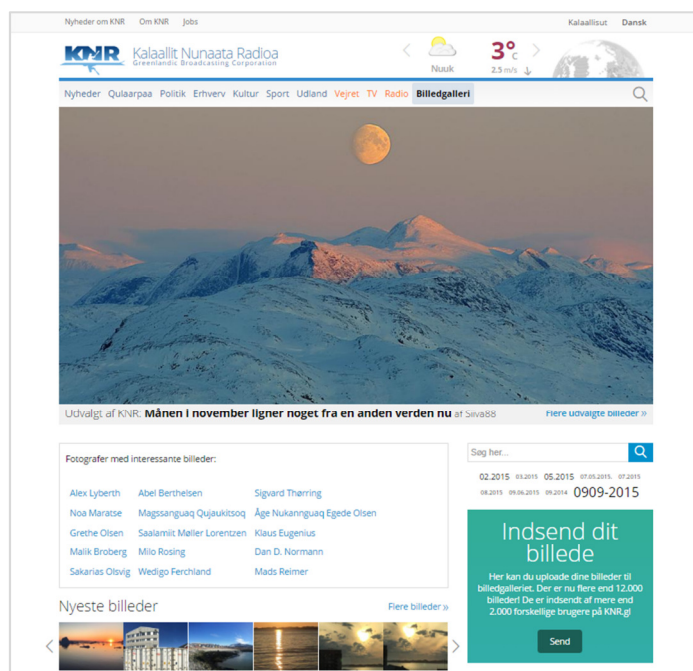 Nyheder om KNR Om KNR Jobs Kalaallisut Dansk
KNR Kalaallit Nunaata Radioa
Greenlandic Broadcasting Corporation
Nuuk
3° c
2.5 m/s
Nyheder Qulaarpaa Politik Erhverv Kultur Sport Udland Vejret TV Radio Billedgalleri
Udvalgt af KNR: Månen i november ligner noget fra en anden verden nu af Siiva88 Flere udvalgte billeder »
Fotografer med interessante billeder:
Alex Lyberth Abel Berthelsen Sigvard Thørring
Noa Maratse Magssanguaq Qujaukitsoq Åge Nukannguaq Egede Olsen
Grethe Olsen Saalamiit Møller Lorentzen Klaus Eugenius
Malik Broberg Milo Rosing Dan D. Normann
Sakarias Olsvig Wedigo Ferchland Mads Reimer
Søg her...
02.2015 03.2015 05.2015 07.05.2015. 07.2015
08.2015 09.06.2015 09.2014 0909-2015
Indsend dit
billede
Her kan du uploade dine billeder til
billedgalleriet. Der er nu flere end 12.000
billeder! De er indsendt af mere end
2.000 forskellige brugere på KNR.gl
Send
Nyeste billeder Flere billeder »